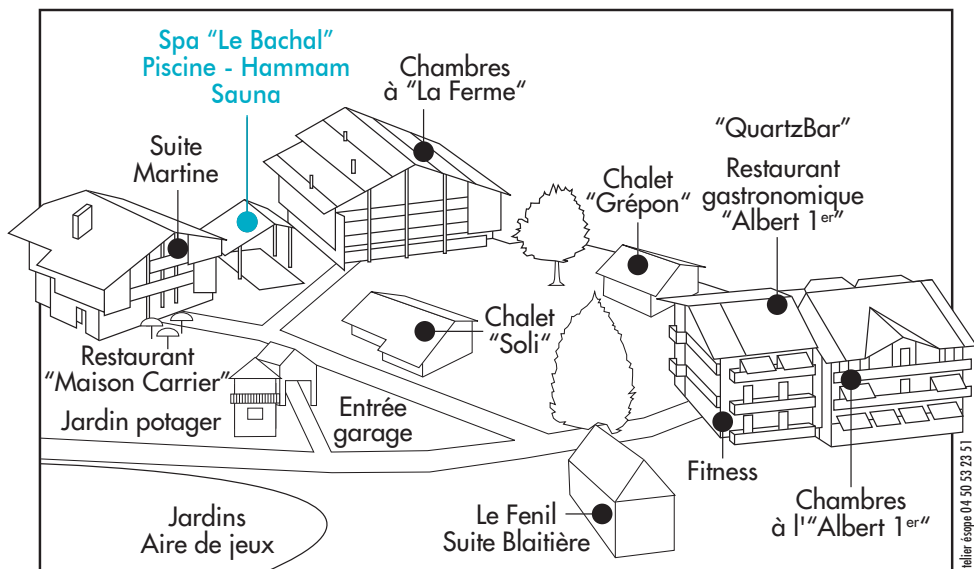 Spa “Le Bachal”
Piscine - Hammam
Sauna
Chambres
à “La Ferme“
“QuartzBar”
Restaurant
gastronomique
“Albert 1er”
Suite
Martine
Chalet
“Grépon“
Chalet
“Soli“
Restaurant
“Maison Carrier”
Jardin potager
Entrée
garage
Fitness
Chambres
à l'“Albert 1er“
Le Fenil
Suite Blaitière
Jardins
Aire de jeux
telier ésope 04 50 53 23 51